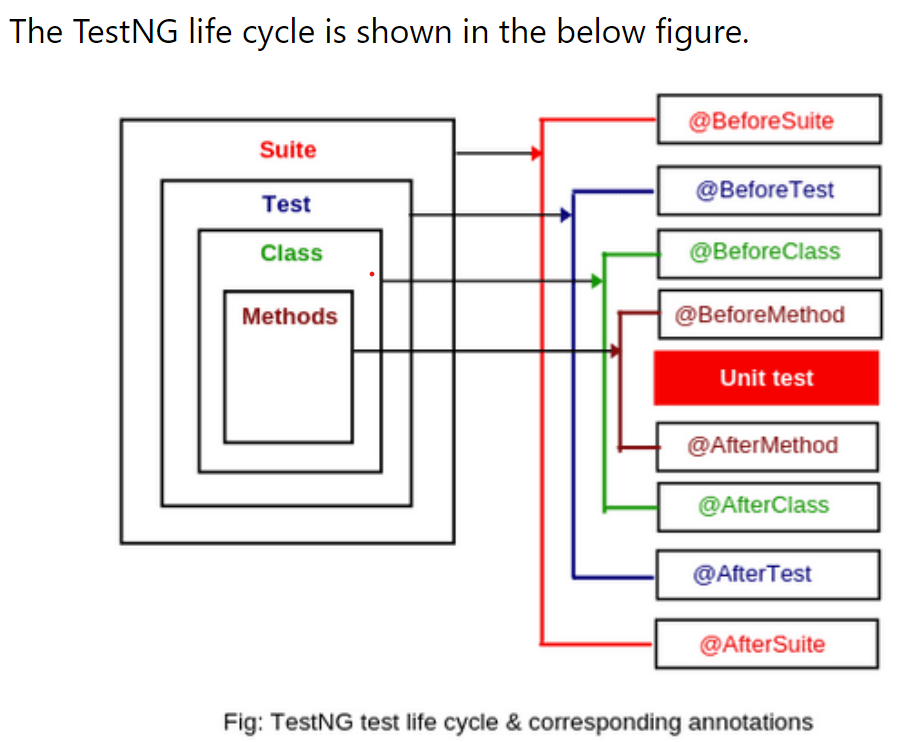 The TestNG life cycle is shown in the below figure.
Suite
Test
Class
Methods
@BeforeSuite
@BeforeTest
@BeforeClass
@BeforeMethod
Unit test
@AfterMethod
@AfterClass
@AfterTest
@AfterSuite
Fig: TestNG test life cycle & corresponding annotations